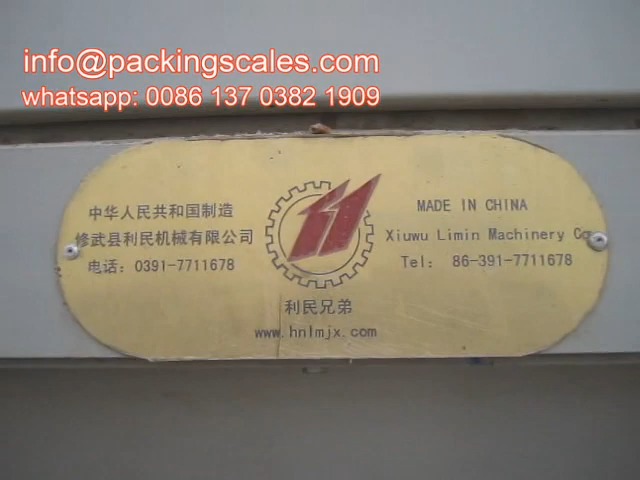 info@packingscales.com
whatsapp: 0086 137 0382 1909
中华人民共和国制造
修武县利民机械有限公司
电话: 0391-7711678
MADE IN CHINA
Xiuwu Limin Machinery Co
Tel: 86-391-7711678
利民兄弟
www.hnlmjx.com